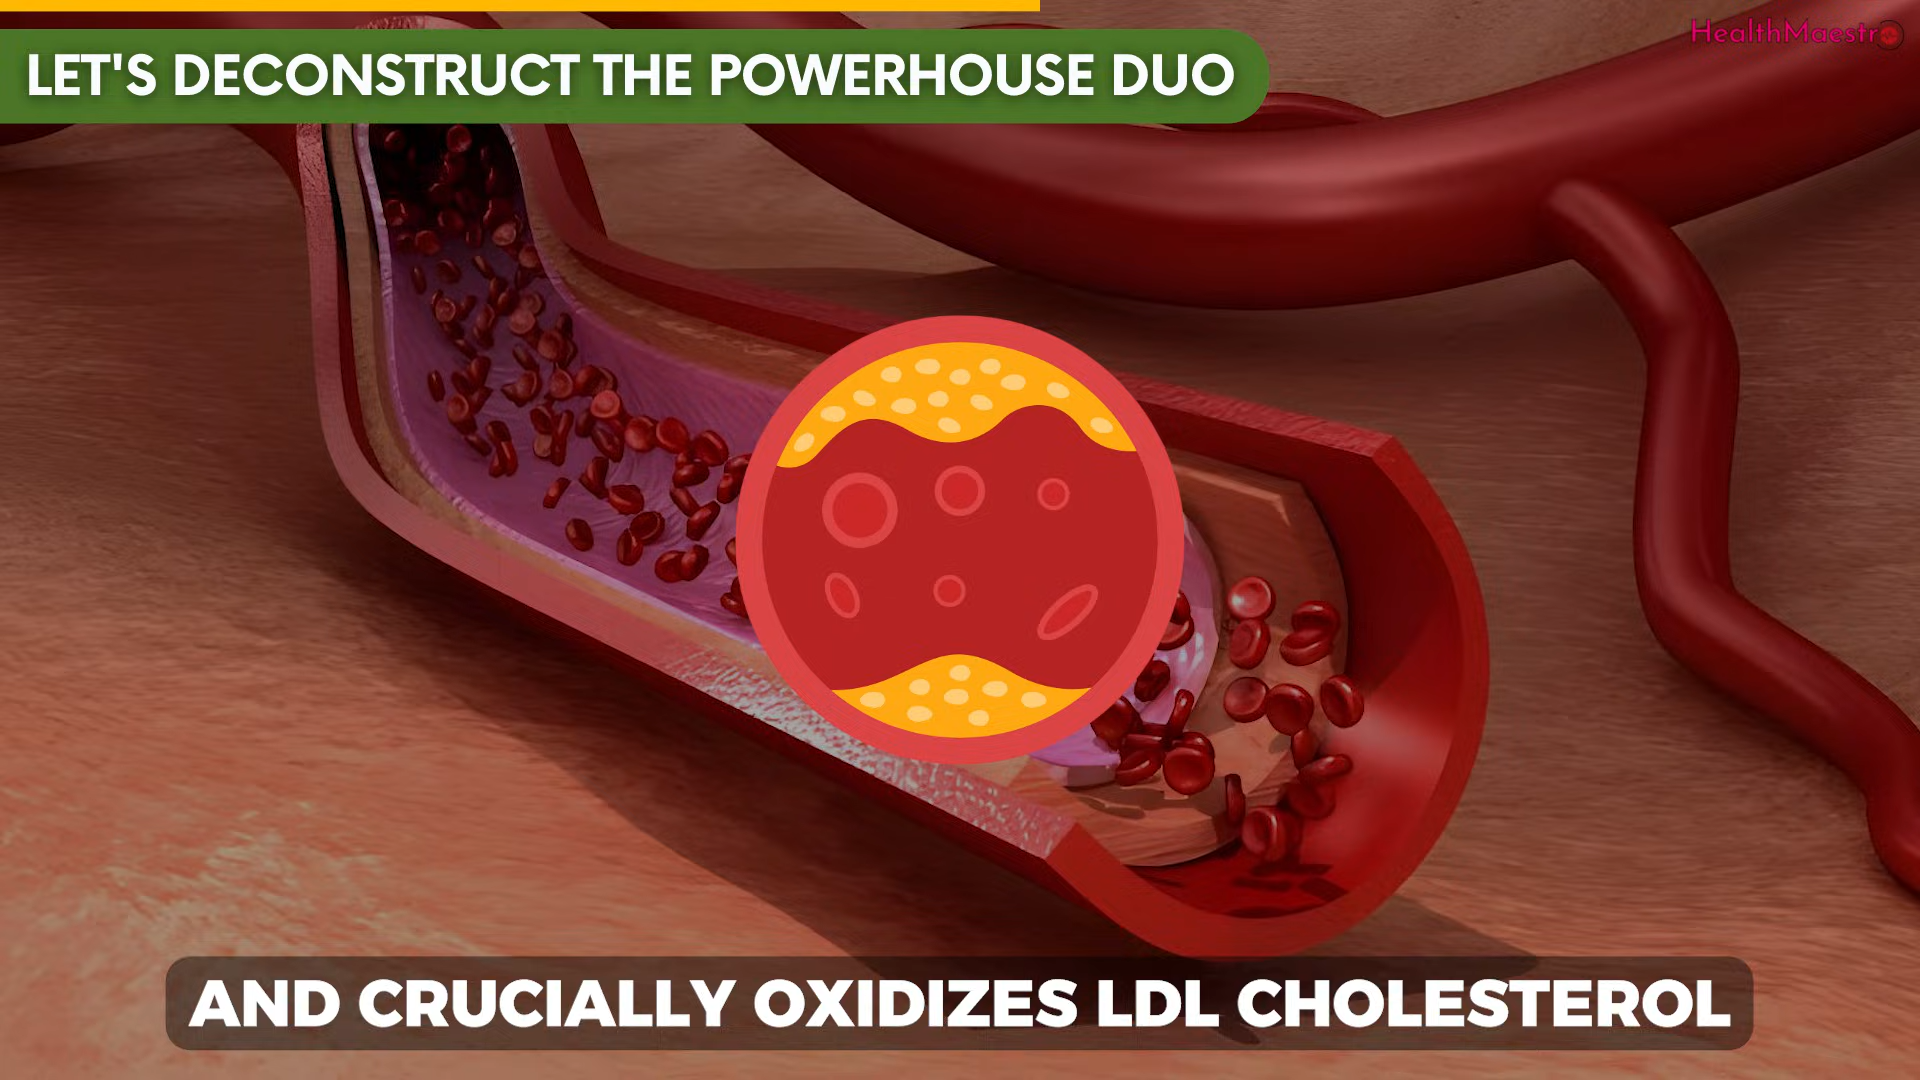 HealthMaestro
LET'S DECONSTRUCT THE POWERHOUSE DUO
AND CRUCIALLY OXIDIZES LDL CHOLESTEROL